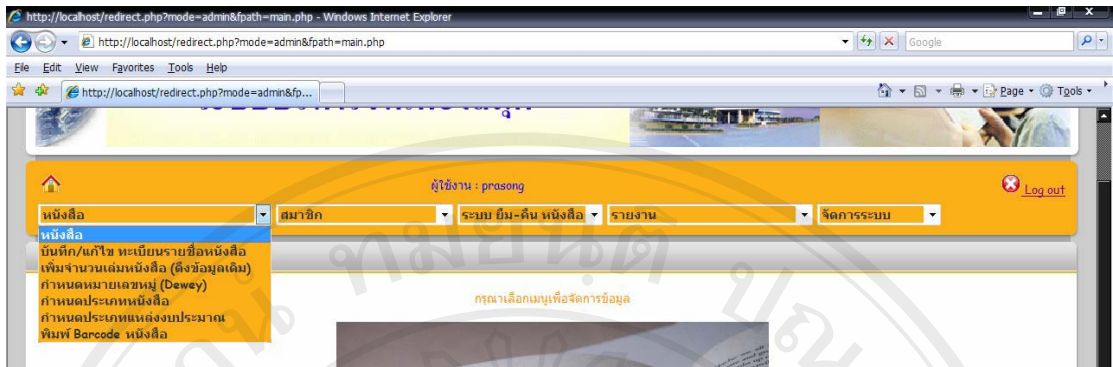 http://localhost/redirect.php?mode=admin&fpath=main.php - Windows Internet Explorer
http://localhost/redirect.php?mode=admin&fpath=main.php Google
File Edit View Favorites Tools Help
http://localhost/redirect.php?mode=admin&fp... Page Tools
ผู้ใช้งาน : prasong Log out
หนังสือ สมาชิก ระบบ ยืม-คืน หนังสือ รายงาน จัดการระบบ
หนังสือ
บันทึก/แก้ไข ทะเบียนรายชื่อหนังสือ
เพิ่มจำนวนเล่มหนังสือ (ดึงข้อมูลเดิม)
กำหนดหมายเลขหมู่ (Dewey)
กำหนดประเภทหนังสือ
กำหนดประเภทแหล่งงบประมาณ
พิมพ์ Barcode หนังสือ
กรุณาเลือกเมนูเพื่อจัดการข้อมูล